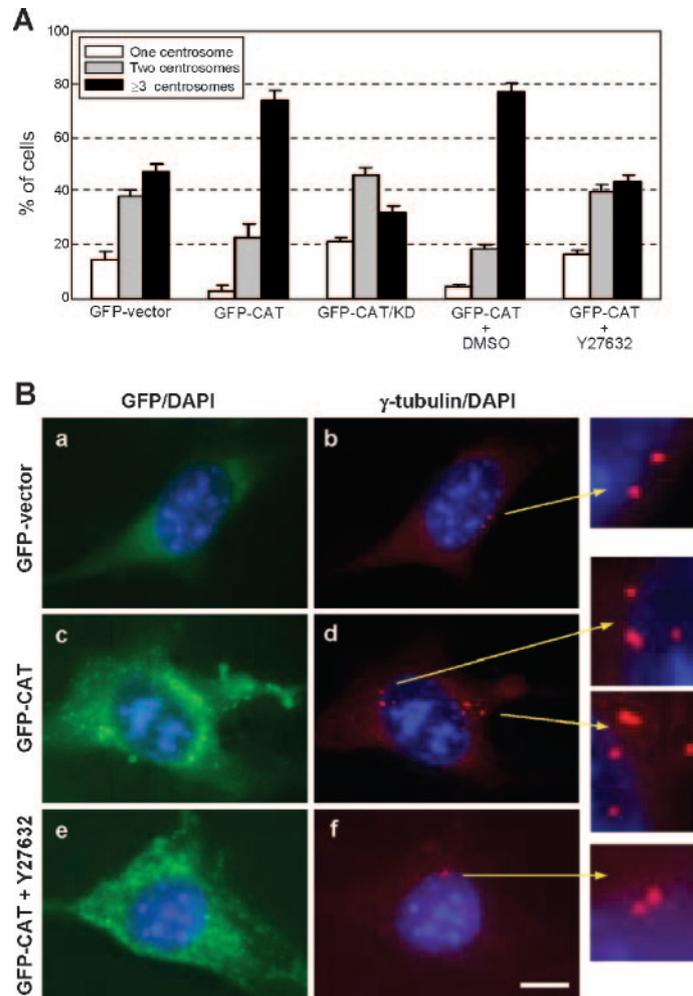 A
One centrosome
Two centrosomes
≥3 centrosomes
100
80
60
40
20
0
% of cells
GFP-vector
GFP-CAT
GFP-CAT/KD
GFP-CAT
+
DMSO
GFP-CAT
+
Y27632
B
GFP/DAPI
γ-tubulin/DAPI
GFP-vector
a
b
GFP-CAT
c
d
GFP-CAT + Y27632
e
f